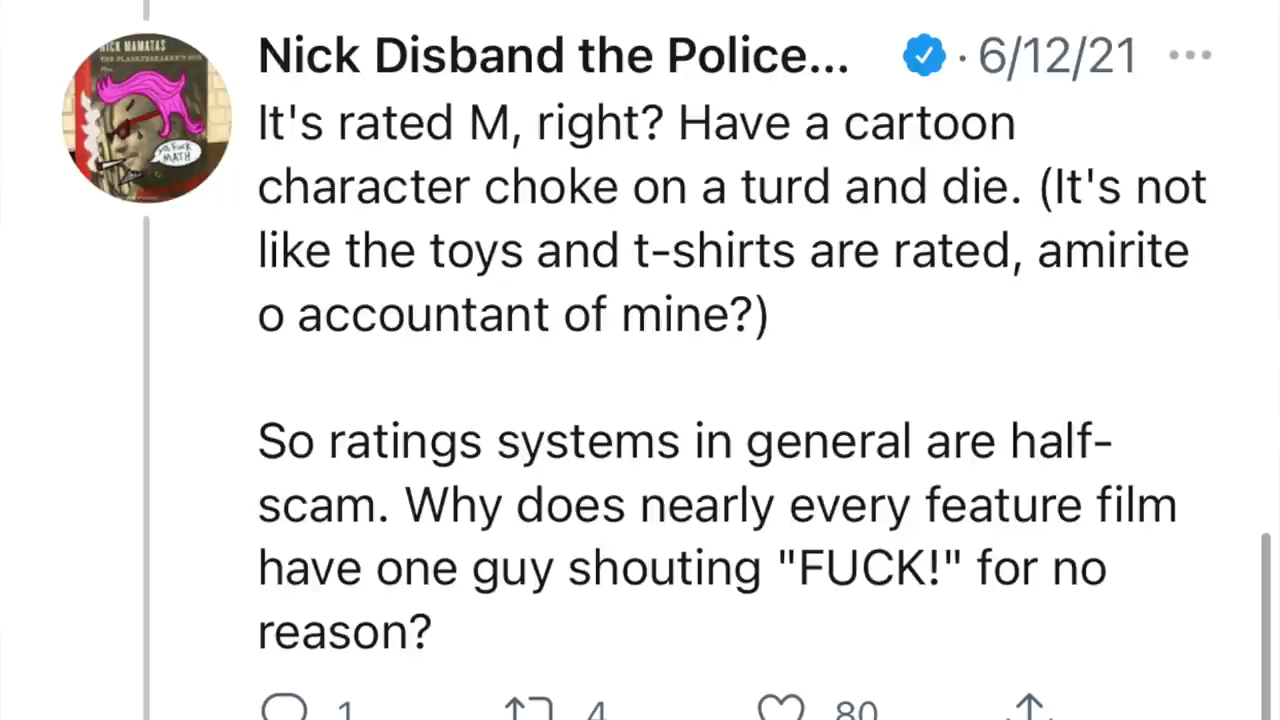 NICK MAMATAS
Nick Disband the Police... · 6/12/21
It's rated M, right? Have a cartoon
character choke on a turd and die. (It's not
like the toys and t-shirts are rated, amirite
o accountant of mine?)
So ratings systems in general are half-
scam. Why does nearly every feature film
have one guy shouting "FUCK!" for no
reason?
1 4 80